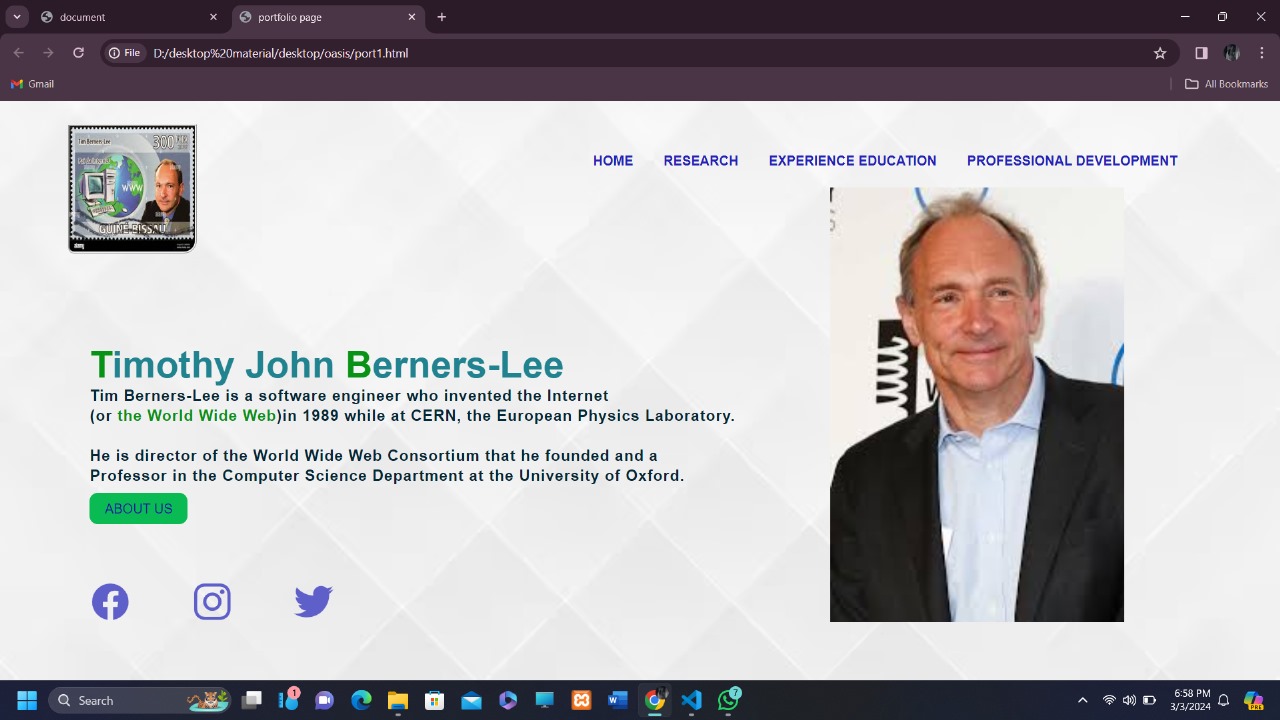 document
portfolio page
File
D:/desktop%20material/desktop/oasis/port1.html
Gmail
All Bookmarks
Tim Berners-Lee
300
WWW
GUINÉ-BISSAU
alamy
HOME
RESEARCH
EXPERIENCE EDUCATION
PROFESSIONAL DEVELOPMENT
Timothy John Berners-Lee
Tim Berners-Lee is a software engineer who invented the Internet
(or the World Wide Web)in 1989 while at CERN, the European Physics Laboratory.
He is director of the World Wide Web Consortium that he founded and a
Professor in the Computer Science Department at the University of Oxford.
ABOUT US
Search
1
W
7
6:58 PM
3/3/2024
PRE